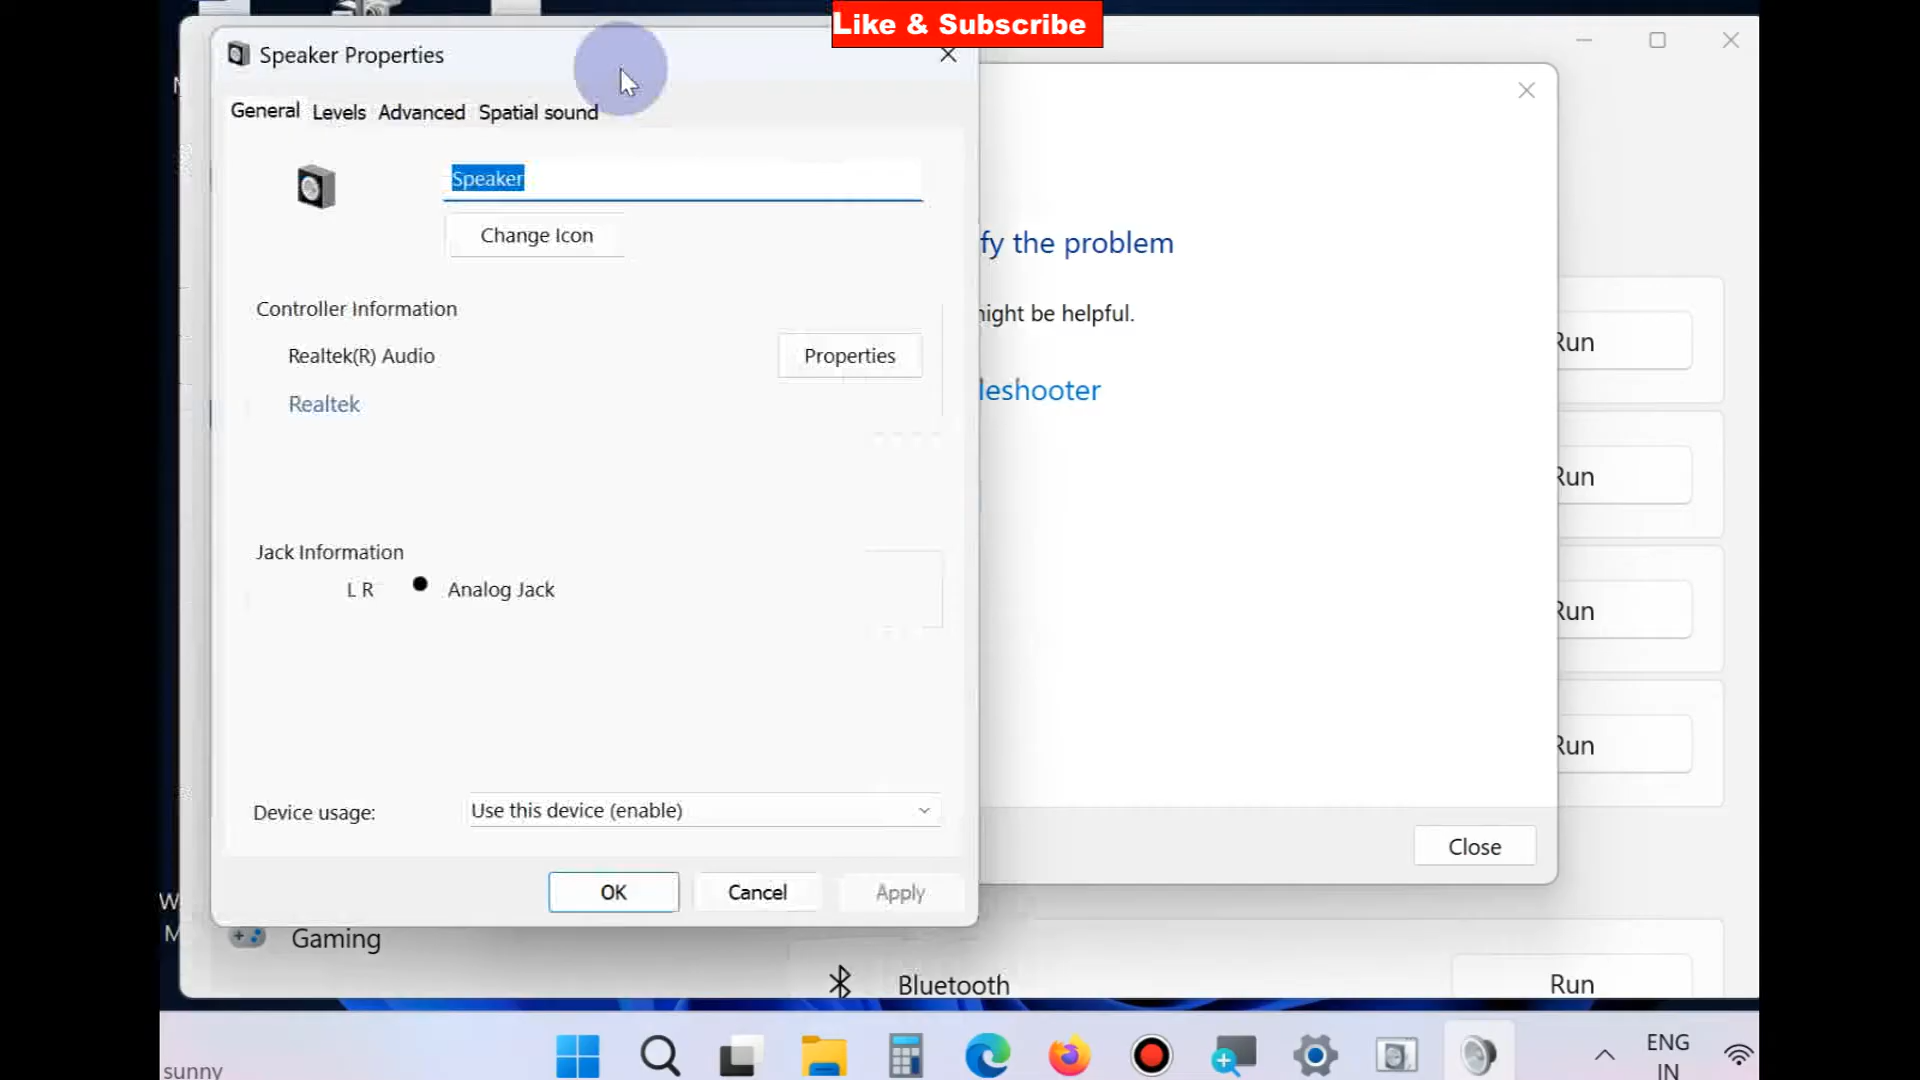 Like & Subscribe
Speaker Properties
General Levels Advanced Spatial sound
Speaker
Change Icon
fy the problem
Controller Information
might be helpful.
Run
Realtek(R) Audio
Properties
leshooter
Realtek
Run
Jack Information
L R
Analog Jack
Run
Run
Device usage:
Use this device (enable)
Close
OK
Cancel
Apply
W
M
Gaming
Bluetooth
Run
ENG
IN
sunny